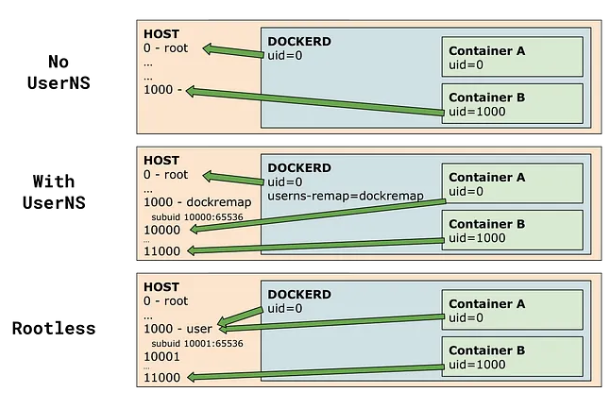 No
UserNS
HOST
0 - root
...
...
1000 -
DOCKERD
uid=0
Container A
uid=0
Container B
uid=1000
With
UserNS
HOST
0 - root
...
1000 - dockremap
subuid 10000:65536
10000
...
11000
DOCKERD
uid=0
userns-remap=dockremap
Container A
uid=0
Container B
uid=1000
Rootless
HOST
0 - root
...
1000 - user
subuid 10001:65536
10001
...
11000
DOCKERD
uid=0
Container A
uid=0
Container B
uid=1000